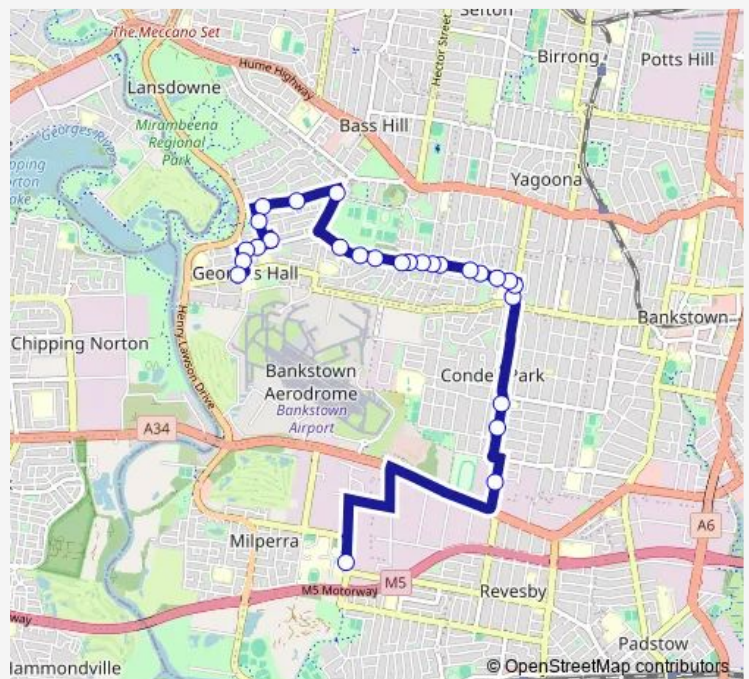 Sefton
The Meccano Set
Birrong
Potts Hill
Hector Street
Hume Highway
Lansdowne
Bass Hill
Mirambeena
Regional
Park
Georges River
Yagoona
Henry Lawson Drive
Bankstown
Chipping Norton
Bankstown
Aerodrome
Bankstown
Airport
A34
A6
Milperra
M5
M5 Motorway
Revesby
way
Padstow
© OpenStreetMap contributors